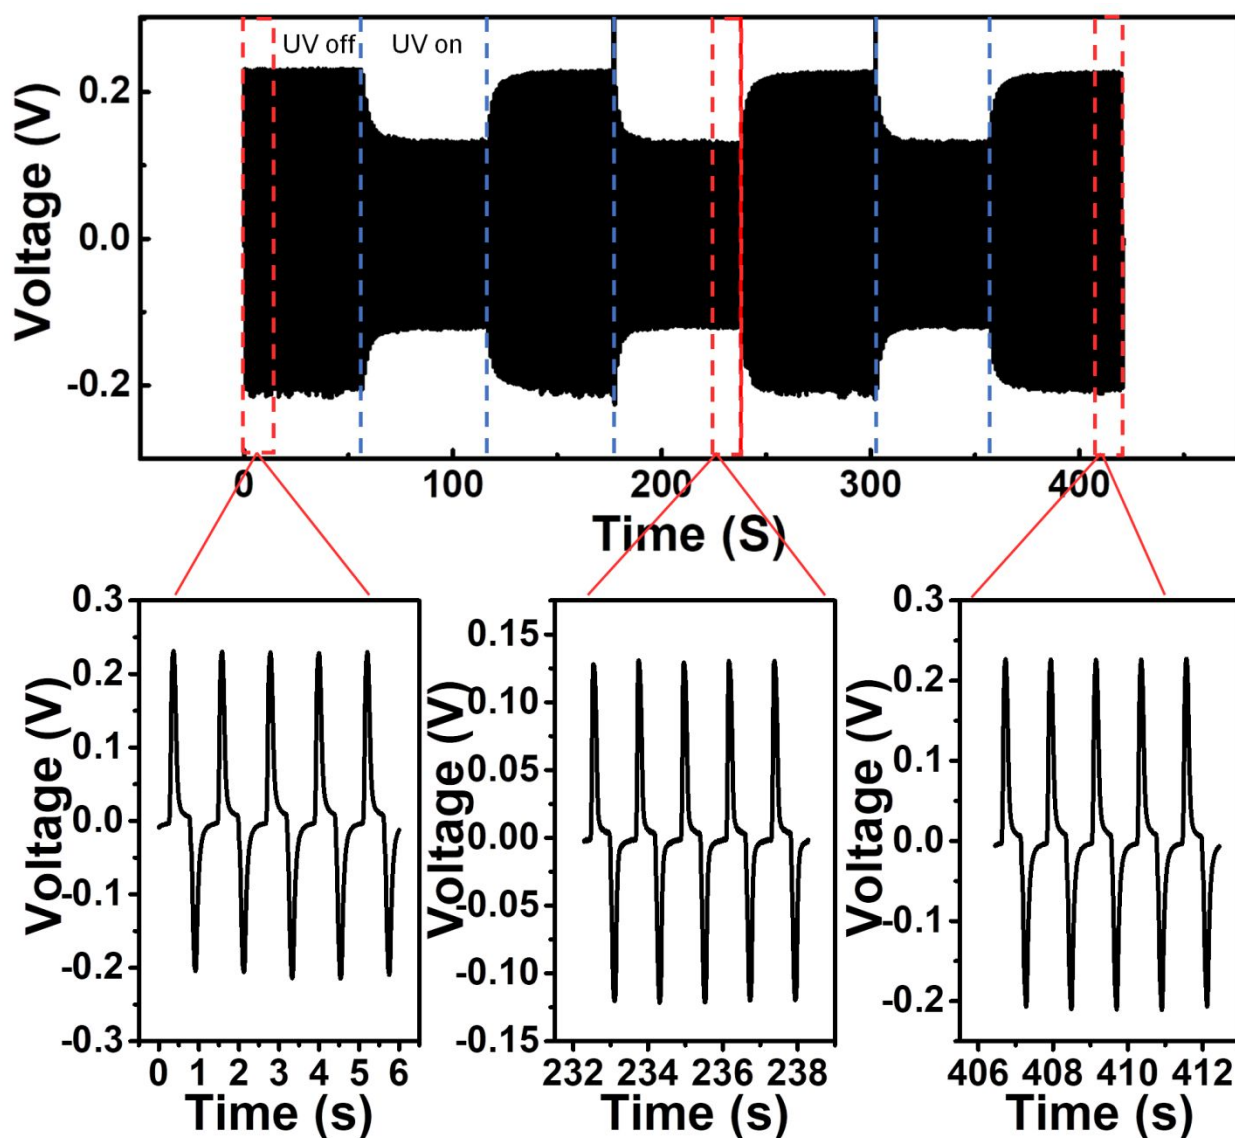 UV off
UV on
Voltage (V)
0.2
0.0
-0.2
0
100
200
300
400
Time (S)
Voltage (V)
0.3
0.2
0.1
0.0
-0.1
-0.2
-0.3
0 1 2 3 4 5 6
Time (s)
Voltage (V)
0.15
0.10
0.05
0.00
-0.05
-0.10
-0.15
232 234 236 238
Time (s)
Voltage (V)
0.3
0.2
0.1
0.0
-0.1
-0.2
406 408 410 412
Time (s)